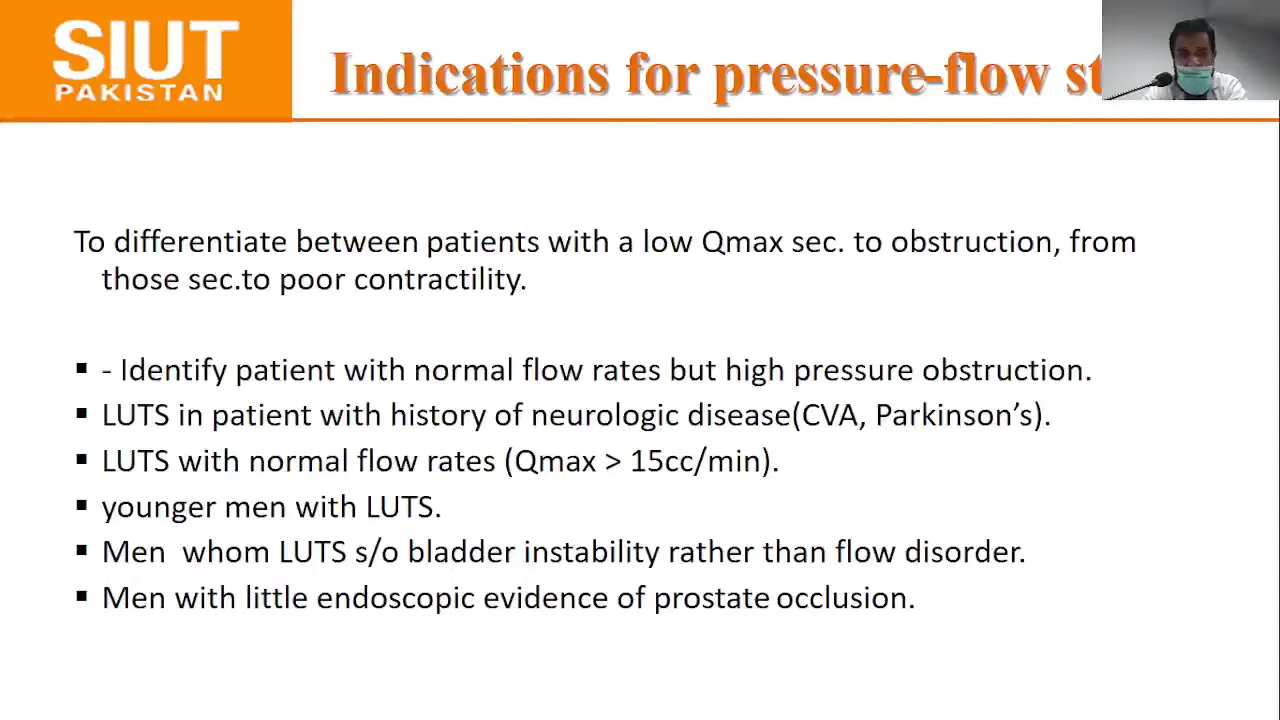 SIUT
PAKISTAN
Indications for pressure-flow
To differentiate between patients with a low Qmax sec. to obstruction, from
those sec.to poor contractility.
▪ - Identify patient with normal flow rates but high pressure obstruction.
▪ LUTS in patient with history of neurologic disease(CVA, Parkinson’s).
▪ LUTS with normal flow rates (Qmax > 15cc/min).
▪ younger men with LUTS.
▪ Men whom LUTS s/o bladder instability rather than flow disorder.
▪ Men with little endoscopic evidence of prostate occlusion.